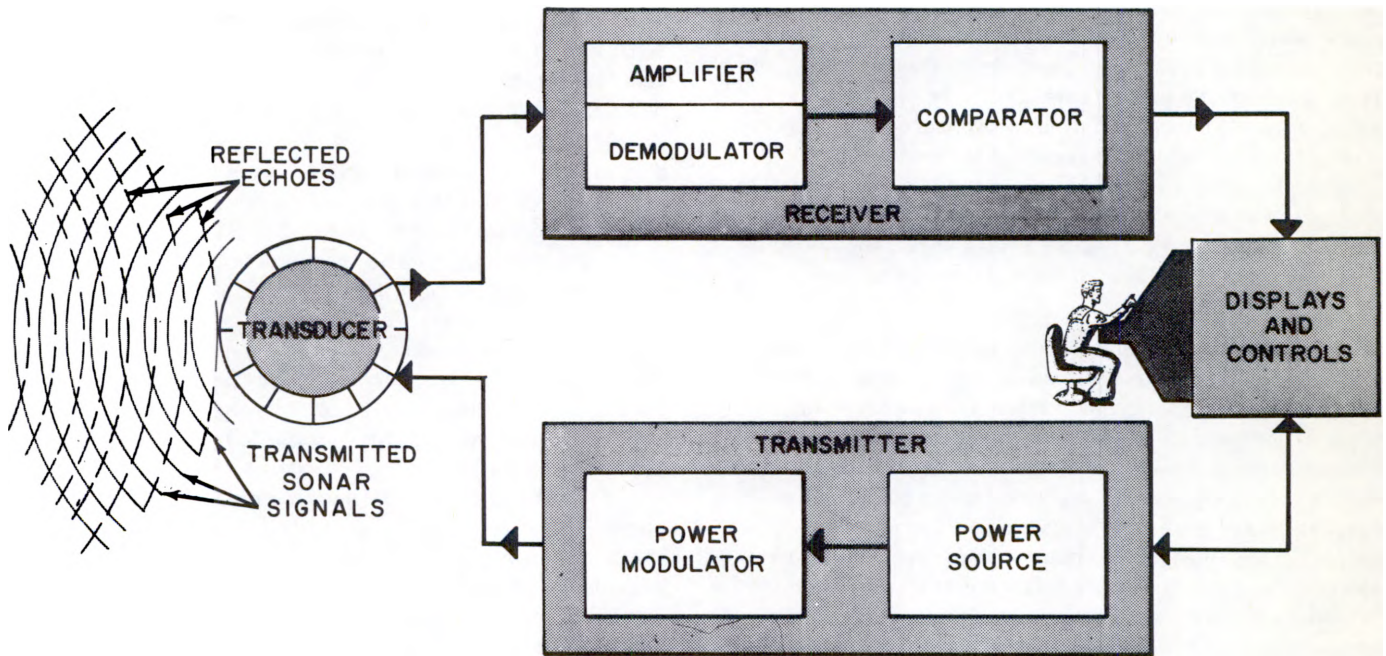 AMPLIFIER
DEMODULATOR
COMPARATOR
RECEIVER
REFLECTED
ECHOES
TRANSDUCER
DISPLAYS
AND
CONTROLS
TRANSMITTED
SONAR
SIGNALS
TRANSMITTER
POWER
MODULATOR
POWER
SOURCE